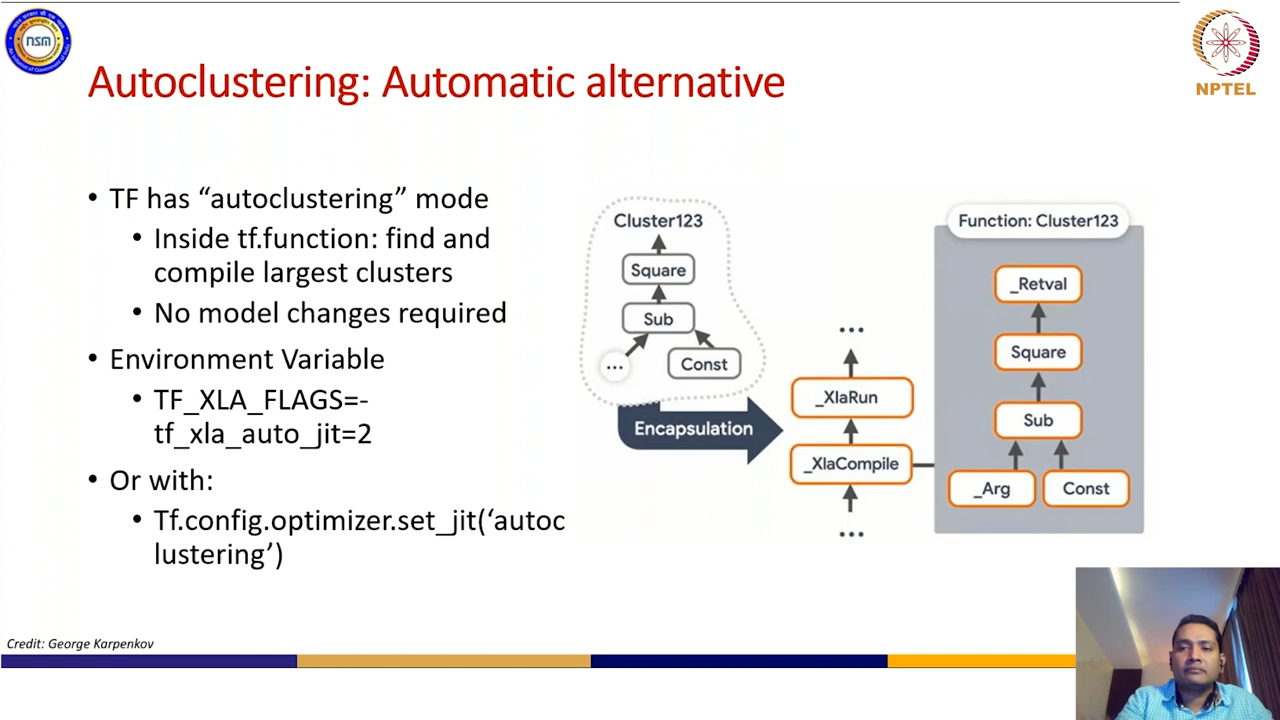 nsm
NPTEL
Autoclustering: Automatic alternative
• TF has “autoclustering” mode
• Inside tf.function: find and
compile largest clusters
• No model changes required
• Environment Variable
• TF_XLA_FLAGS=-
tf_xla_auto_jit=2
• Or with:
• Tf.config.optimizer.set_jit(‘autoc
lustering’)
Cluster123
Square
Sub
...
Const
Encapsulation
...
_XlaRun
_XlaCompile
...
Function: Cluster123
_Retval
Square
Sub
_Arg
Const
Credit: George Karpenkov